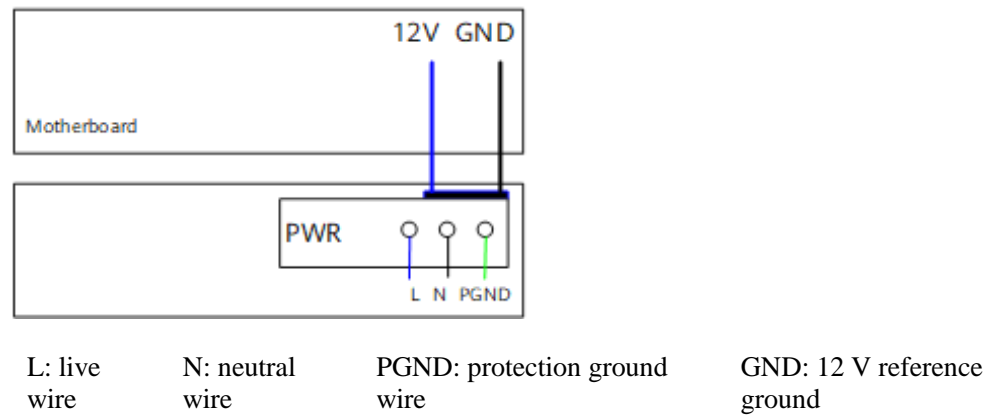 12V GND
Motherboard
PWR
L N PGND
L: live wire
N: neutral wire
PGND: protection ground wire
GND: 12 V reference ground